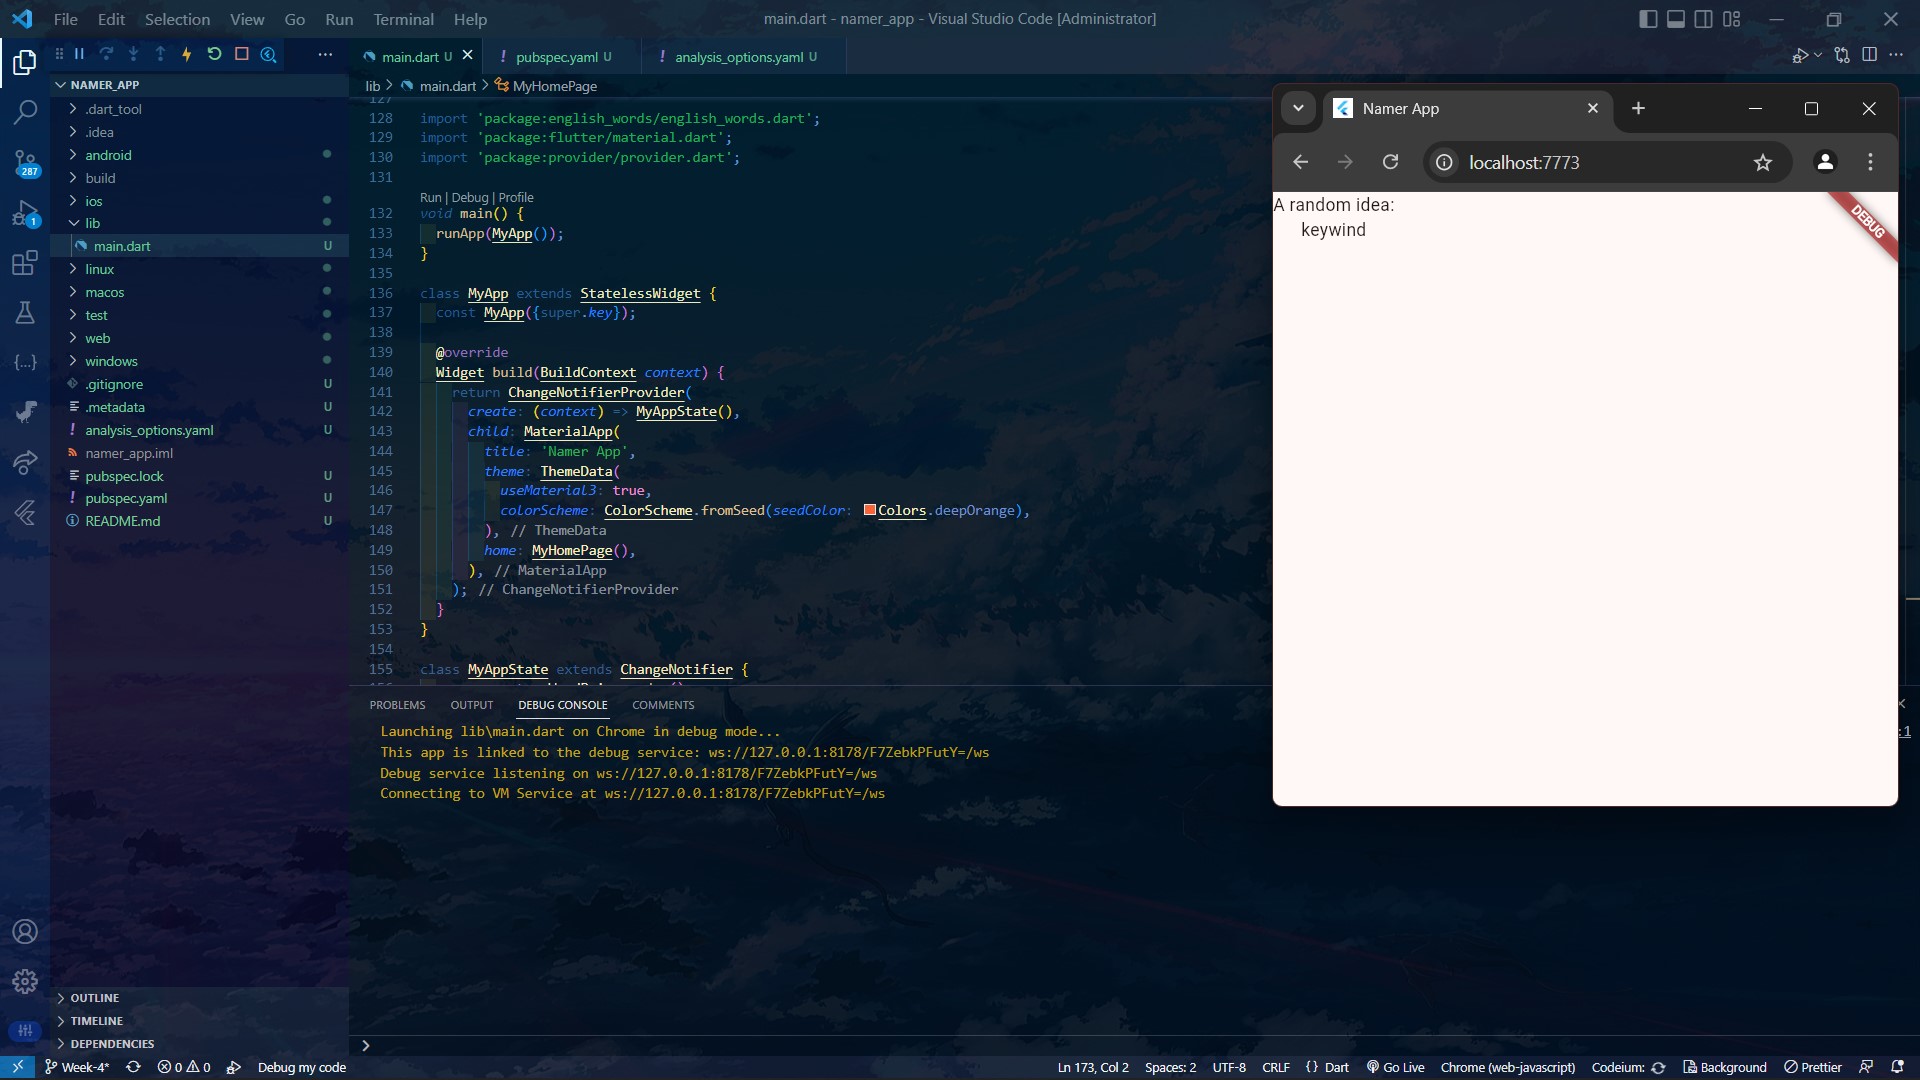 File Edit Selection View Go Run Terminal Help
main.dart - namer_app - Visual Studio Code [Administrator]
main.dart U
pubspec.yaml U
analysis_options.yaml U
NAMER_APP
.dart_tool
.idea
android
build
ios
lib
main.dart U
linux
macos
test
web
windows
.gitignore U
.metadata U
analysis_options.yaml U
namer_app.iml
pubspec.lock U
pubspec.yaml U
README.md U
287
1
OUTLINE
TIMELINE
DEPENDENCIES
lib > main.dart > MyHomePage
127
128 import 'package:english_words/english_words.dart';
129 import 'package:flutter/material.dart';
130 import 'package:provider/provider.dart';
131
Run | Debug | Profile
132 void main() {
133 runApp(MyApp());
134 }
135
136 class MyApp extends StatelessWidget {
137 const MyApp({super.key});
138
139 @override
140 Widget build(BuildContext context) {
141 return ChangeNotifierProvider(
142 create: (context) => MyAppState(),
143 child: MaterialApp(
144 title: 'Namer App',
145 theme: ThemeData(
146 useMaterial3: true,
147 colorScheme: ColorScheme.fromSeed(seedColor: Colors.deepOrange),
148 ), // ThemeData
149 home: MyHomePage(),
150 ), // MaterialApp
151 ); // ChangeNotifierProvider
152 }
153 }
154
155 class MyAppState extends ChangeNotifier {
PROBLEMS OUTPUT DEBUG CONSOLE COMMENTS
Launching lib\main.dart on Chrome in debug mode...
This app is linked to the debug service: ws://127.0.0.1:8178/F7ZebkPFutY=/ws
Debug service listening on ws://127.0.0.1:8178/F7ZebkPFutY=/ws
Connecting to VM Service at ws://127.0.0.1:8178/F7ZebkPFutY=/ws
:1
Namer App
localhost:7773
A random idea:
keywind
DEBUG
Week-4* 0 0 Debug my code
Ln 173, Col 2 Spaces: 2 UTF-8 CRLF {} Dart Go Live Chrome (web-javascript) Codeium: Background Prettier